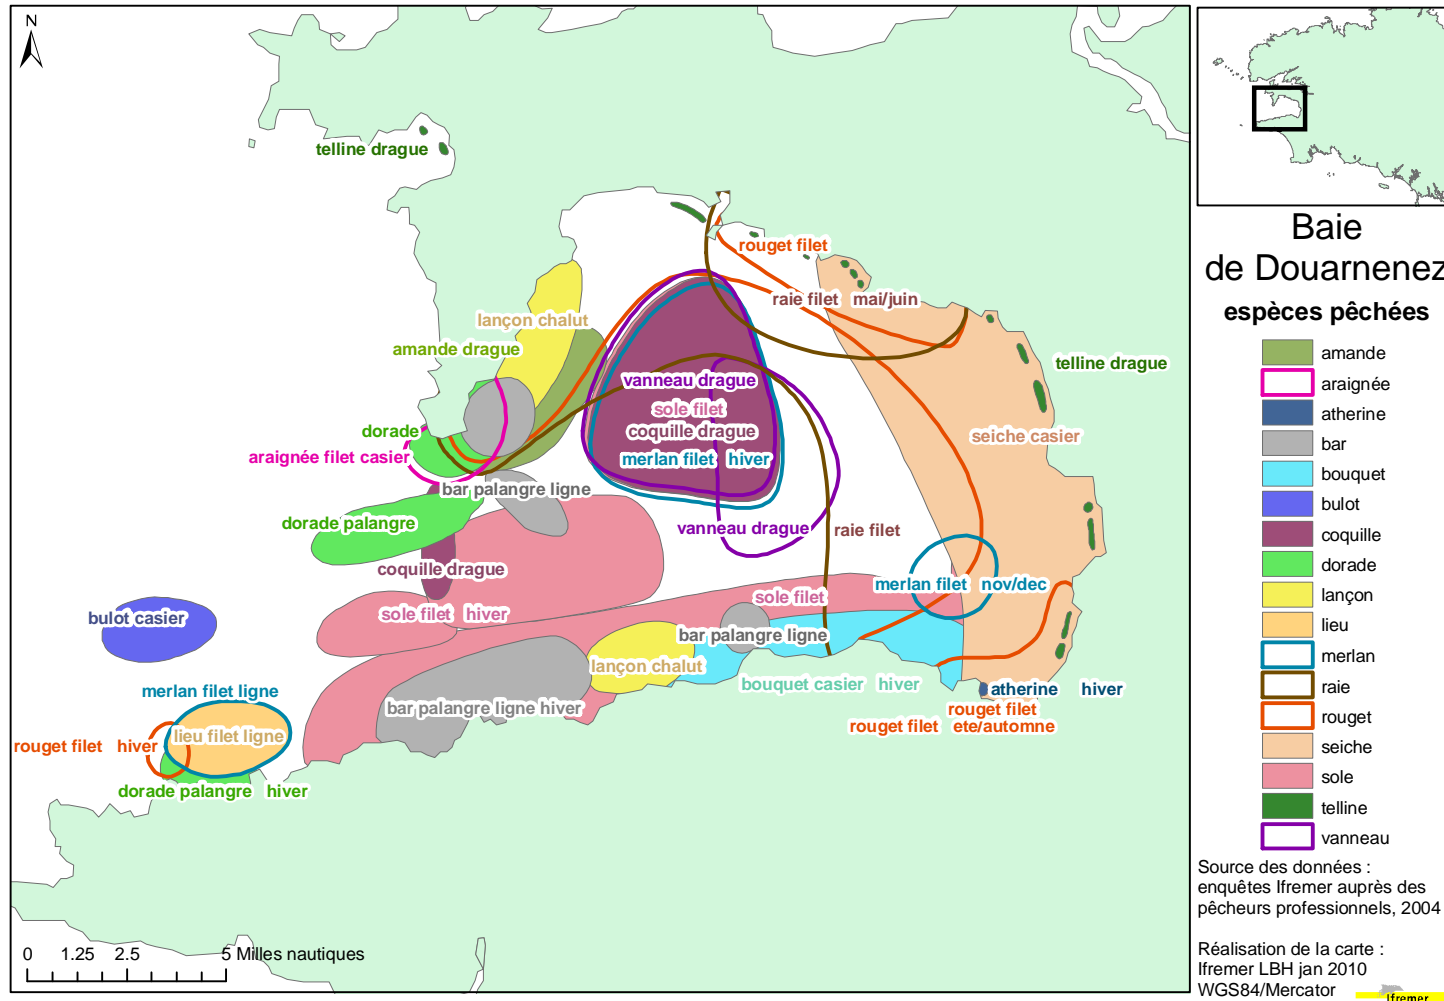 N
telline drague
rouget filet
raie filet mai/juin
lançon chalut
amande drague
telline drague
vanneau drague
sole filet
coquille drague
merlan filet hiver
dorade
araignée filet casier
seiche casier
bar palangre ligne
dorade palangre
vanneau drague
raie filet
coquille drague
merlan filet nov/dec
sole filet
sole filet hiver
bulot casier
bar palangre ligne
lançon chalut
bouquet casier hiver
atherine hiver
merlan filet ligne
bar palangre ligne hiver
rouget filet
rouget filet ete/automne
lieu filet ligne
rouget filet hiver
dorade palangre hiver
0 1.25 2.5 5 Milles nautiques
Baie
de Douarnenez
espèces pêchées
amande
araignée
atherine
bar
bouquet
bulot
coquille
dorade
lançon
lieu
merlan
raie
rouget
seiche
sole
telline
vanneau
Source des données :
enquêtes Ifremer auprès des
pêcheurs professionnels, 2004
Réalisation de la carte :
Ifremer LBH jan 2010
WGS84/Mercator
Ifremer